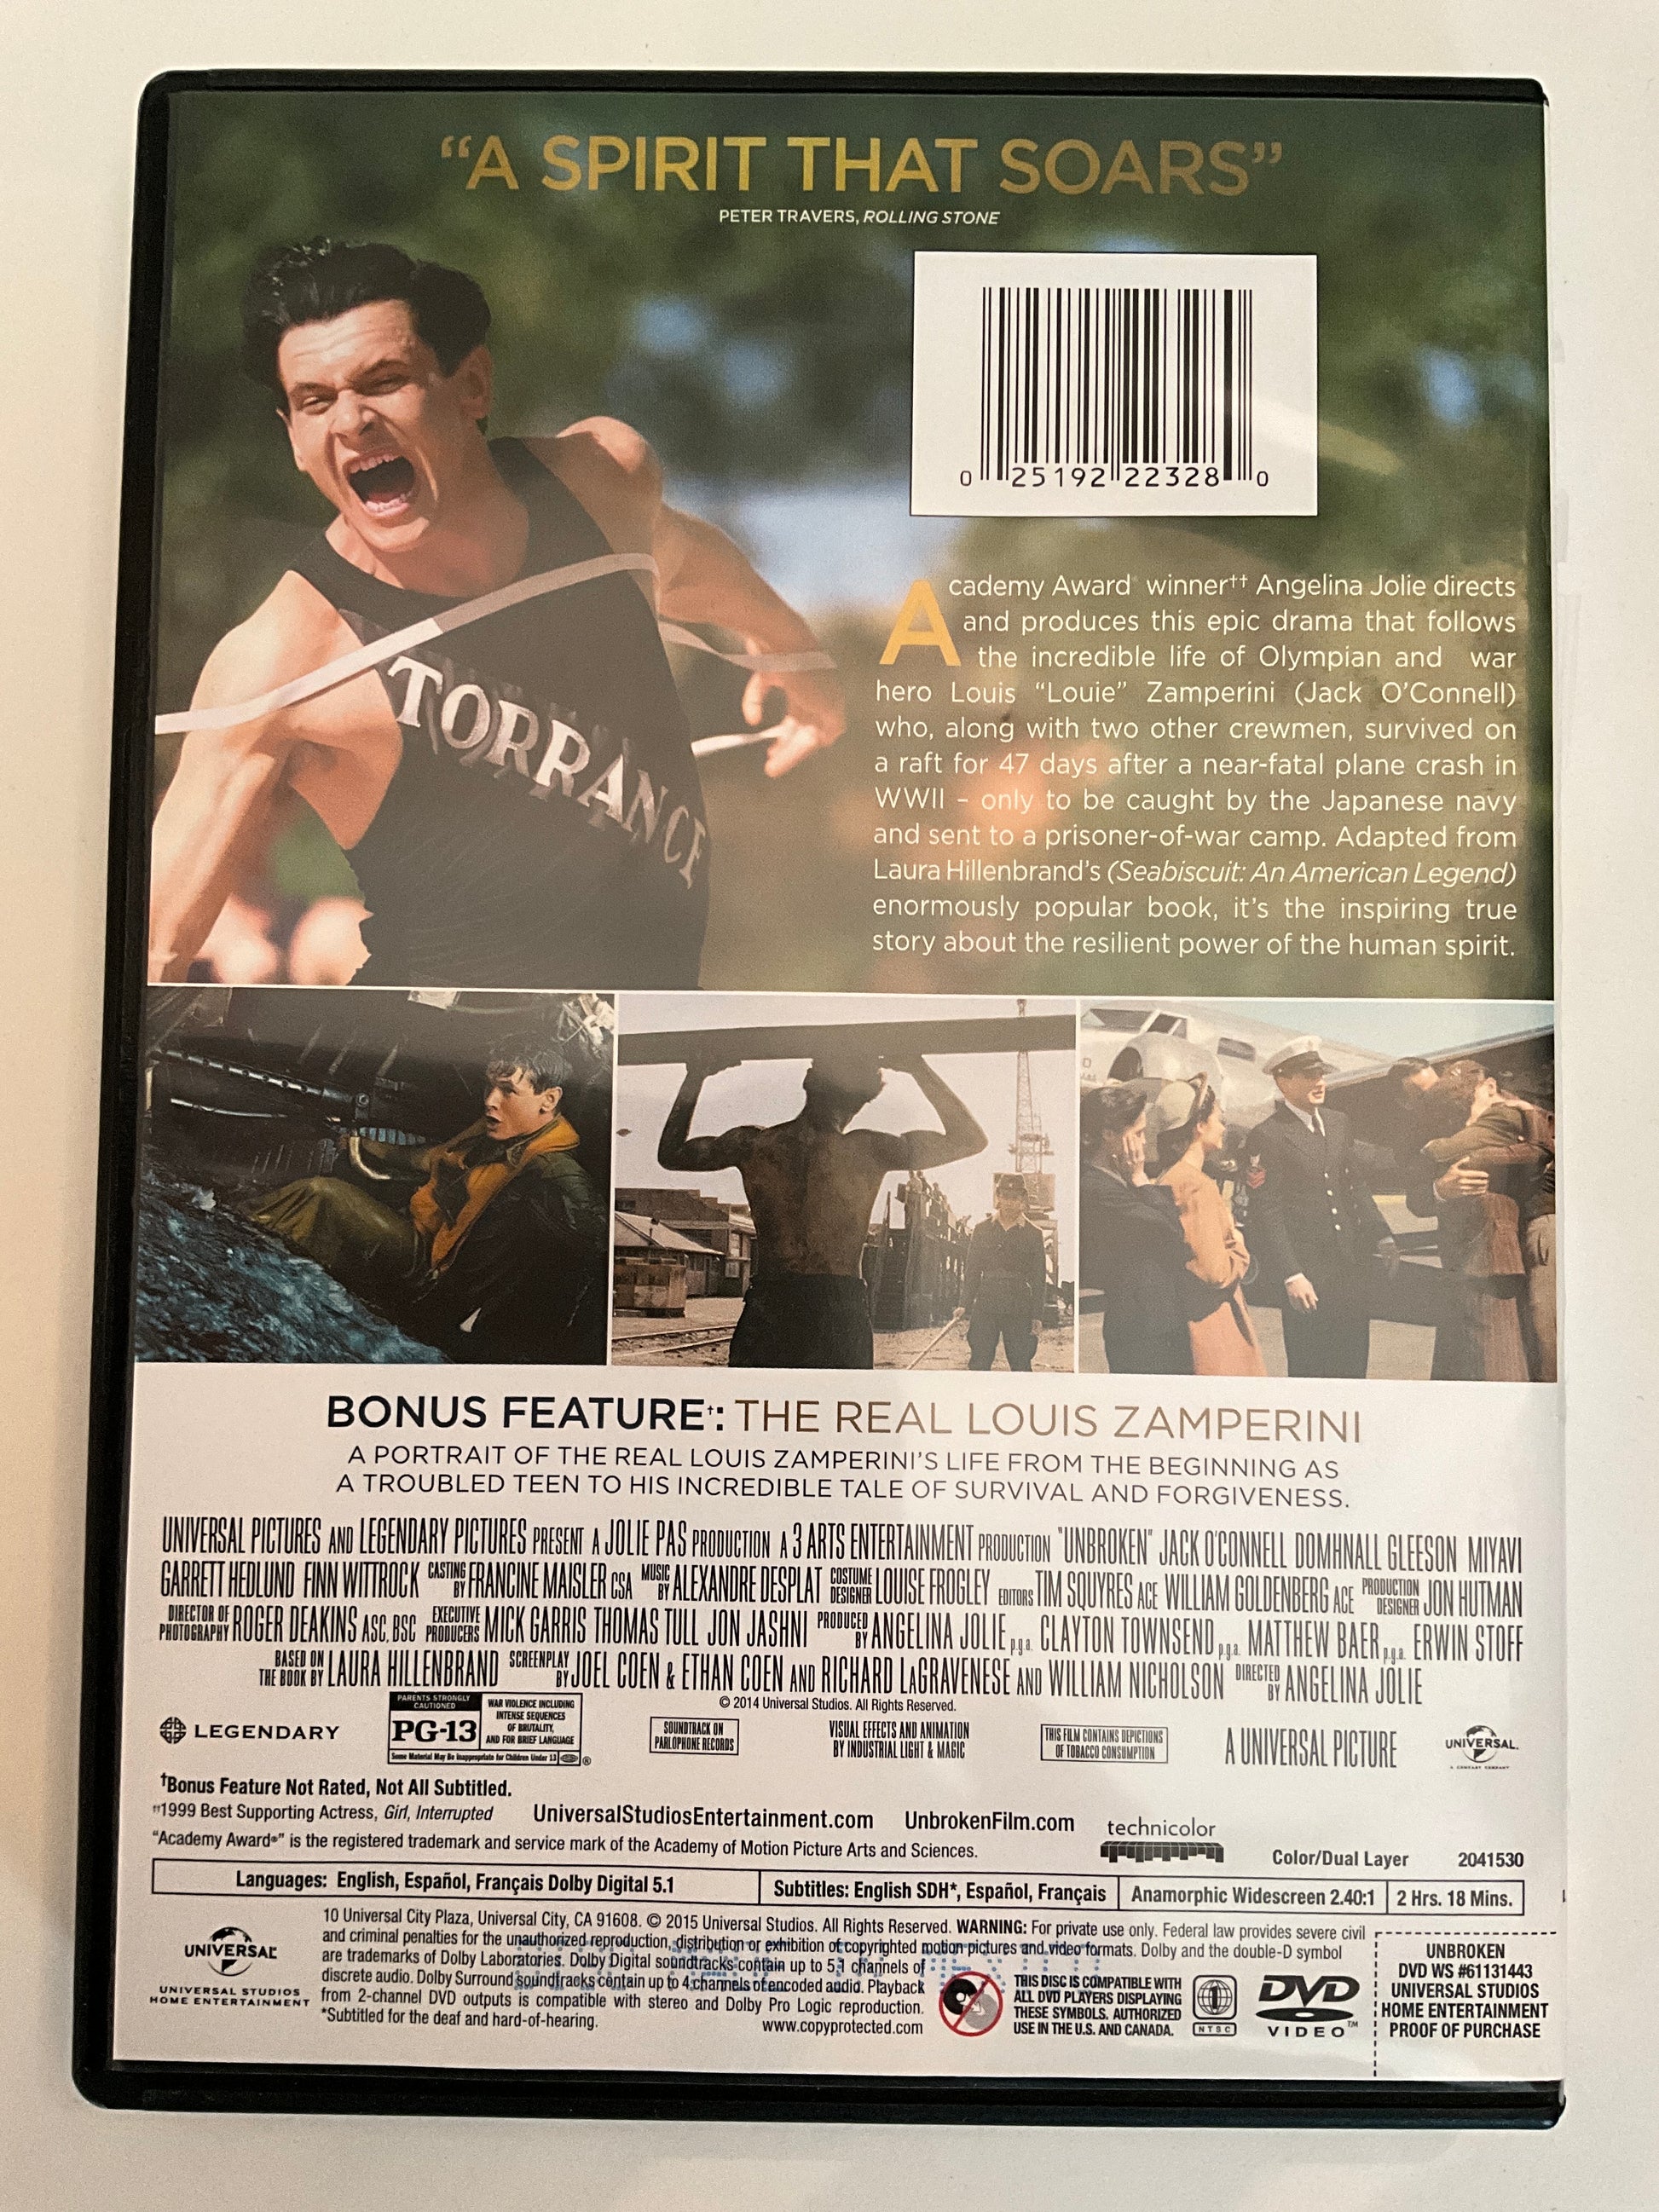 “A SPIRIT THAT SOARS”
PETER TRAVERS, ROLLING STONE
0 25192 22328 0
Academy Award winner†† Angelina Jolie directs
and produces this epic drama that follows
the incredible life of Olympian and war
hero Louis “Louie” Zamperini (Jack O’Connell)
who, along with two other crewmen, survived on
a raft for 47 days after a near-fatal plane crash in
WWII – only to be caught by the Japanese navy
and sent to a prisoner-of-war camp. Adapted from
Laura Hillenbrand’s (Seabiscuit: An American Legend)
enormously popular book, it’s the inspiring true
story about the resilient power of the human spirit.
TORRANCE
BONUS FEATURE†: THE REAL LOUIS ZAMPERINI
A PORTRAIT OF THE REAL LOUIS ZAMPERINI’S LIFE FROM THE BEGINNING AS
A TROUBLED TEEN TO HIS INCREDIBLE TALE OF SURVIVAL AND FORGIVENESS.
UNIVERSAL PICTURES AND LEGENDARY PICTURES PRESENT A JOLIE PAS PRODUCTION A 3 ARTS ENTERTAINMENT PRODUCTION “UNBROKEN” JACK O’CONNELL DOMHNALL GLEESON MIYAVI
GARRETT HEDLUND FINN WITTROCK CASTING BY FRANCINE MAISLER CSA MUSIC BY ALEXANDRE DESPLAT COSTUME DESIGNER LOUISE FROGLEY EDITORS TIM SQUYRES ACE WILLIAM GOLDENBERG ACE PRODUCTION DESIGNER JON HUTMAN
DIRECTOR OF PHOTOGRAPHY ROGER DEAKINS ASC, BSC EXECUTIVE PRODUCERS MICK GARRIS THOMAS TULL JON JASHNI PRODUCED BY ANGELINA JOLIE p.g.a. CLAYTON TOWNSEND p.g.a. MATTHEW BAER p.g.a. ERWIN STOFF
BASED ON THE BOOK BY LAURA HILLENBRAND SCREENPLAY BY JOEL COEN & ETHAN COEN AND RICHARD LaGRAVENESE AND WILLIAM NICHOLSON DIRECTED BY ANGELINA JOLIE
© 2014 Universal Studios. All Rights Reserved.
LEGENDARY
PARENTS STRONGLY CAUTIONED
PG-13
WAR VIOLENCE INCLUDING
INTENSE SEQUENCES
OF BRUTALITY,
AND FOR BRIEF LANGUAGE
Some Material May Be Inappropriate for Children Under 13
®
SOUNDTRACK ON
PARLOPHONE RECORDS
VISUAL EFFECTS AND ANIMATION
BY INDUSTRIAL LIGHT & MAGIC
THIS FILM CONTAINS DEPICTIONS
OF TOBACCO CONSUMPTION
A UNIVERSAL PICTURE
UNIVERSAL
A COMCAST COMPANY
†Bonus Feature Not Rated, Not All Subtitled.
††1999 Best Supporting Actress, Girl, Interrupted
UniversalStudiosEntertainment.com UnbrokenFilm.com
“Academy Award®” is the registered trademark and service mark of the Academy of Motion Picture Arts and Sciences.
technicolor
Color/Dual Layer 2041530
Languages: English, Español, Français Dolby Digital 5.1
Subtitles: English SDH*, Español, Français
Anamorphic Widescreen 2.40:1
2 Hrs. 18 Mins.
UNIVERSAL
UNIVERSAL STUDIOS
HOME ENTERTAINMENT
10 Universal City Plaza, Universal City, CA 91608. © 2015 Universal Studios. All Rights Reserved. WARNING: For private use only. Federal law provides severe civil
and criminal penalties for the unauthorized reproduction, distribution or exhibition of copyrighted motion pictures and video formats. Dolby and the double-D symbol
are trademarks of Dolby Laboratories. Dolby Digital soundtracks contain up to 5.1 channels of
discrete audio. Dolby Surround soundtracks contain up to 4 channels of encoded audio. Playback
from 2-channel DVD outputs is compatible with stereo and Dolby Pro Logic reproduction.
*Subtitled for the deaf and hard-of-hearing.
www.copyprotected.com
THIS DISC IS COMPATIBLE WITH
ALL DVD PLAYERS DISPLAYING
THESE SYMBOLS. AUTHORIZED
USE IN THE U.S. AND CANADA.
1
NTSC
DVD
VIDEO™
UNBROKEN
DVD WS #61131443
UNIVERSAL STUDIOS
HOME ENTERTAINMENT
PROOF OF PURCHASE